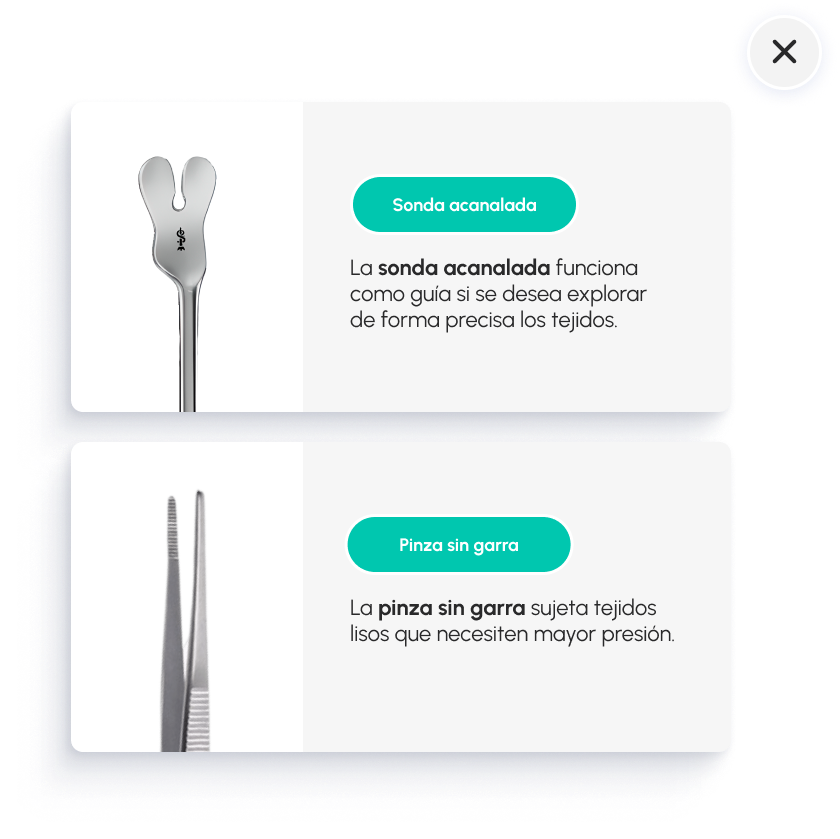 Sonda acanalada
La sonda acanalada funciona
como guía si se desea explorar
de forma precisa los tejidos.
Pinza sin garra
La pinza sin garra sujeta tejidos
lisos que necesiten mayor presión.